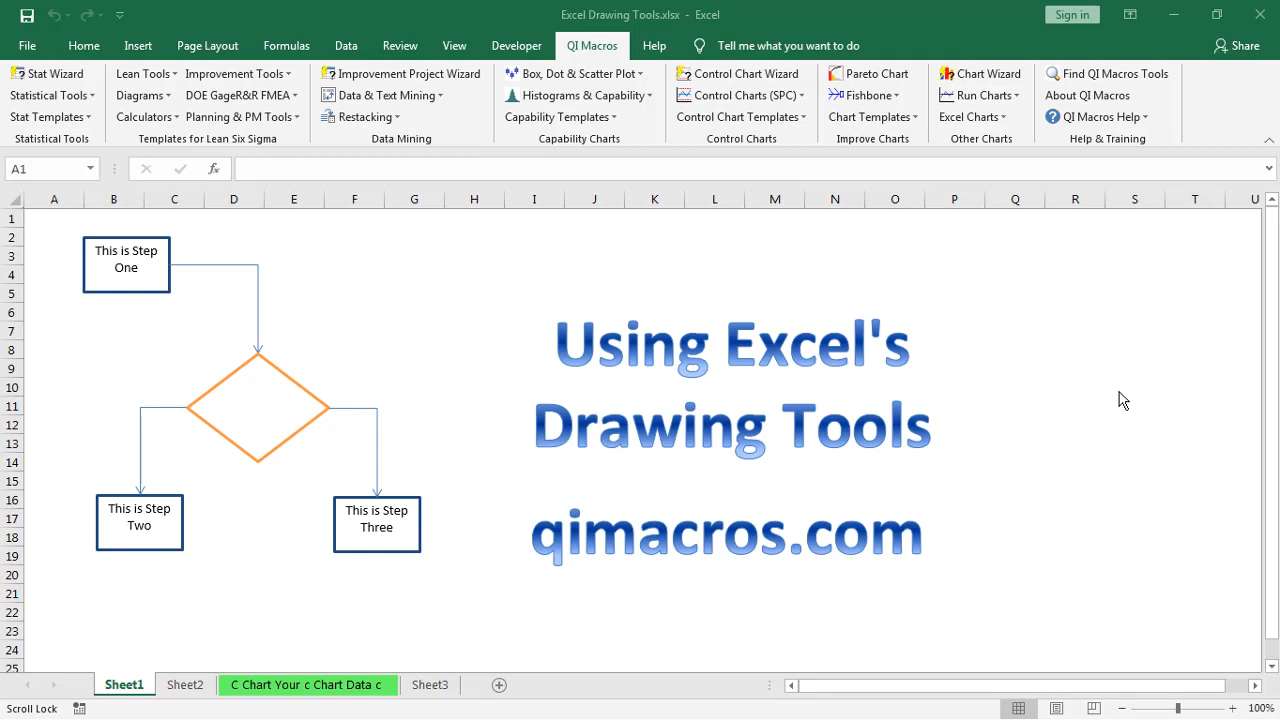 Excel Drawing Tools.xlsx - Excel
Sign in
File Home Insert Page Layout Formulas Data Review View Developer QI Macros Help Tell me what you want to do Share
Stat Wizard Lean Tools Improvement Tools Improvement Project Wizard Box, Dot & Scatter Plot Control Chart Wizard Pareto Chart Chart Wizard Find QI Macros Tools
Statistical Tools Diagrams DOE GageR&R FMEA Data & Text Mining Histograms & Capability Control Charts (SPC) Fishbone Run Charts About QI Macros
Stat Templates Calculators Planning & PM Tools Restacking Capability Templates Control Chart Templates Chart Templates Excel Charts QI Macros Help
Statistical Tools Templates for Lean Six Sigma Data Mining Capability Charts Control Charts Improve Charts Other Charts Help & Training
A1 fx
A B C D E F G H I J K L M N O P Q R S T U
1
2
3
4
5
6
7
8
9
10
11
12
13
14
15
16
17
18
19
20
21
22
23
24
25
This is Step
One
This is Step
Two
This is Step
Three
Using Excel's
Drawing Tools
qimacros.com
Sheet1 Sheet2 C Chart Your c Chart Data c Sheet3
Scroll Lock 100%